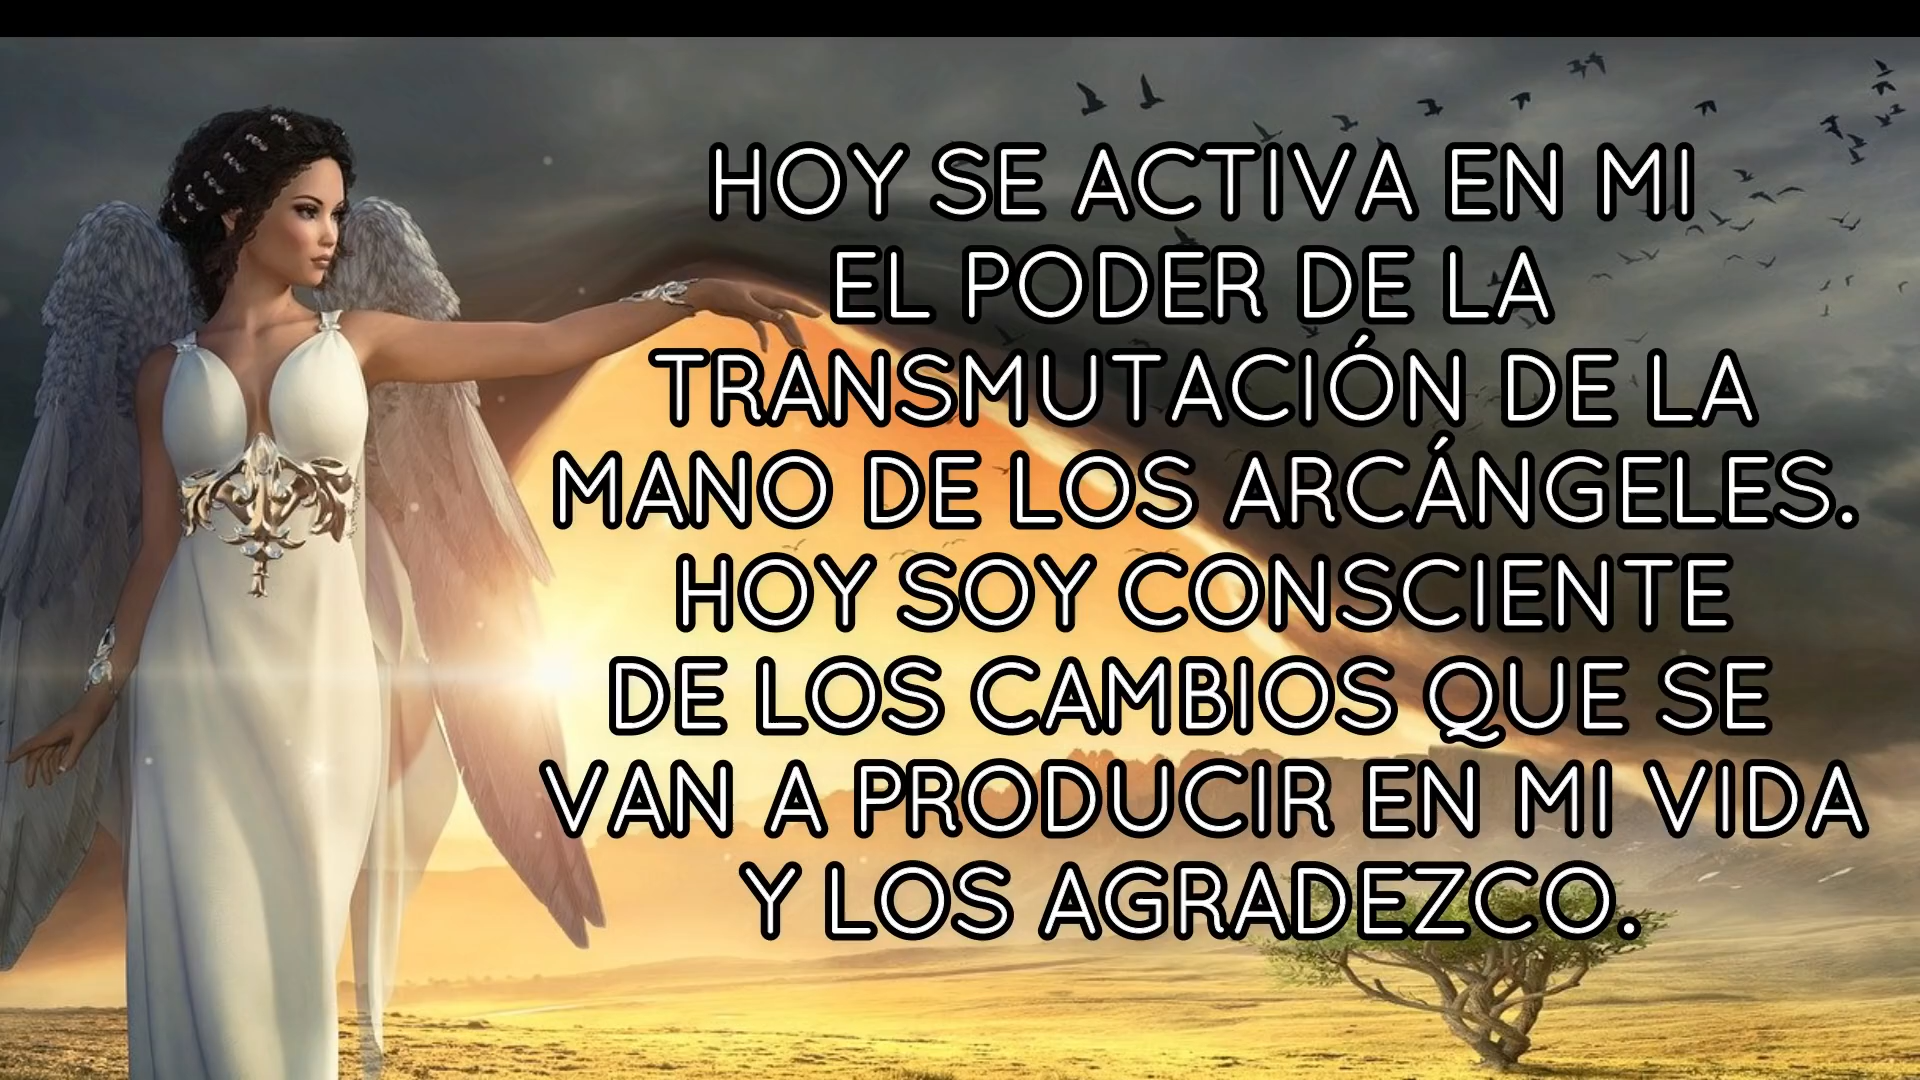 HOY SE ACTIVA EN MI
EL PODER DE LA
TRANSMUTACIÓN DE LA
MANO DE LOS ARCÁNGELES.
HOY SOY CONSCIENTE
DE LOS CAMBIOS QUE SE
VAN A PRODUCIR EN MI VIDA
Y LOS AGRADEZCO.